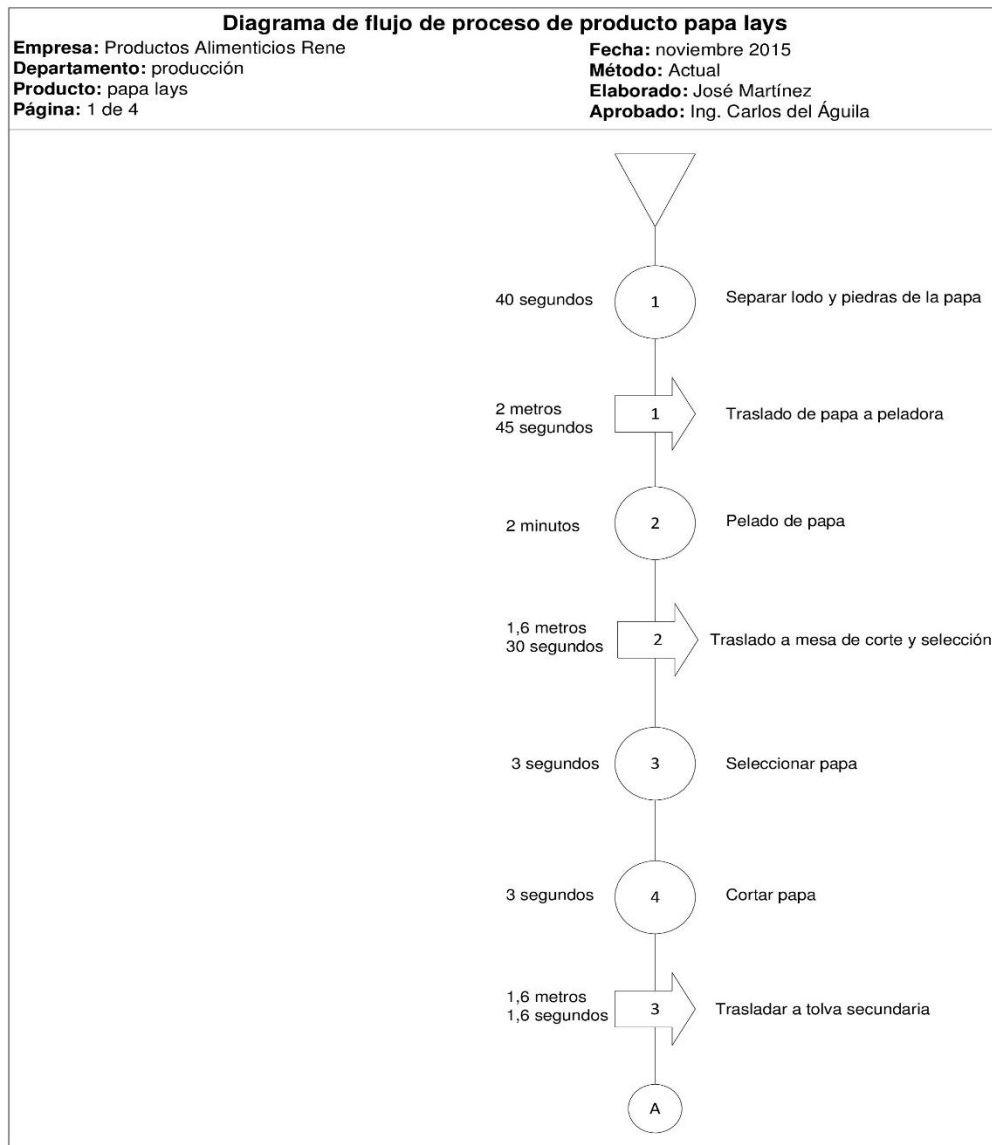 Diagrama de flujo de proceso de producto papa lays
Empresa: Productos Alimenticios Rene
Departamento: producción
Producto: papa lays
Página: 1 de 4
Fecha: noviembre 2015
Método: Actual
Elaborado: José Martínez
Aprobado: Ing. Carlos del Águila
40 segundos
1
Separar lodo y piedras de la papa
2 metros
45 segundos
1
Traslado de papa a peladora
2 minutos
2
Pelado de papa
1,6 metros
30 segundos
2
Traslado a mesa de corte y selección
3 segundos
3
Seleccionar papa
3 segundos
4
Cortar papa
1,6 metros
1,6 segundos
3
Trasladar a tolva secundaria
A